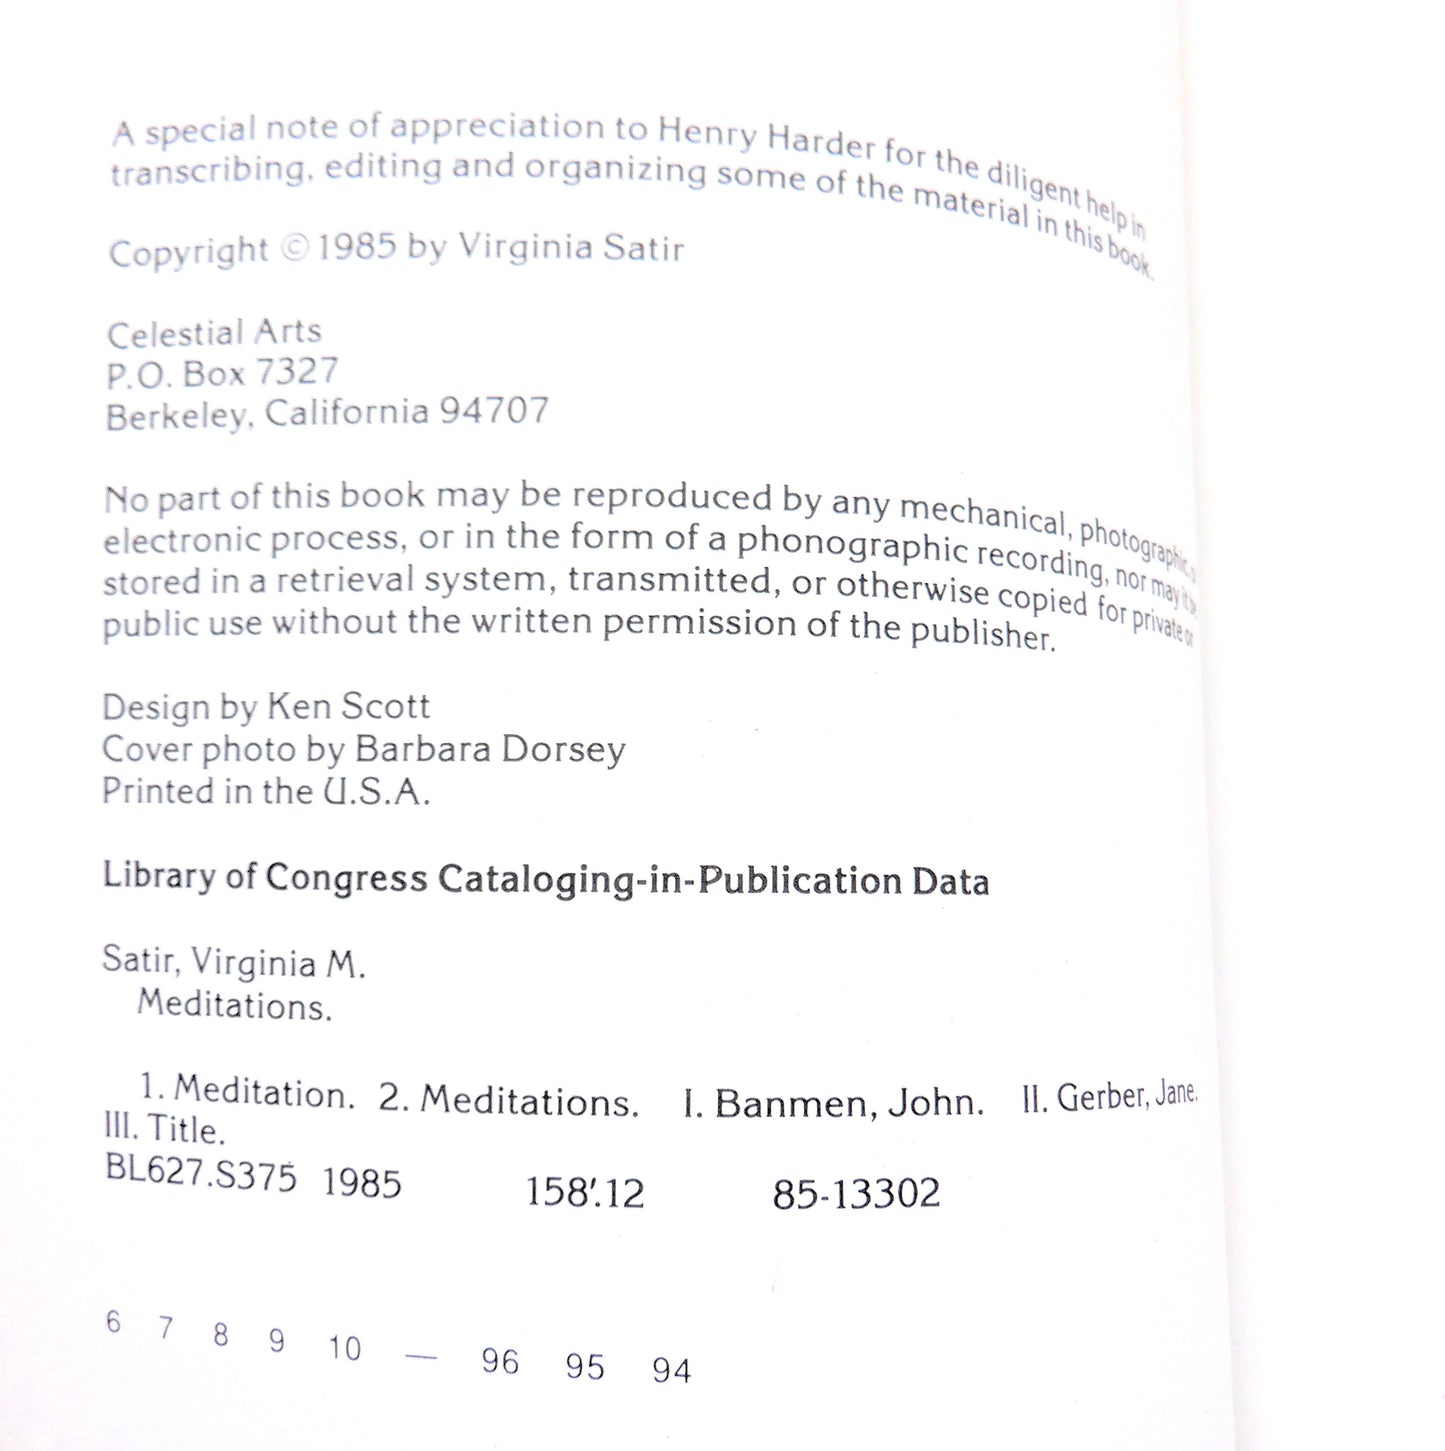 A special note of appreciation to Henry Harder for the diligent help in
transcribing, editing and organizing some of the material in this book.
Copyright © 1985 by Virginia Satir
Celestial Arts
P.O. Box 7327
Berkeley, California 94707
No part of this book may be reproduced by any mechanical, photographic, o
electronic process, or in the form of a phonographic recording, nor may it be
stored in a retrieval system, transmitted, or otherwise copied for private or
public use without the written permission of the publisher.
Design by Ken Scott
Cover photo by Barbara Dorsey
Printed in the U.S.A.
Library of Congress Cataloging-in-Publication Data
Satir, Virginia M.
Meditations.
1. Meditation. 2. Meditations. I. Banmen, John. II. Gerber, Jane.
III. Title.
BL627.S375 1985 158'.12 85-13302
6 7 8 9 10 — 96 95 94